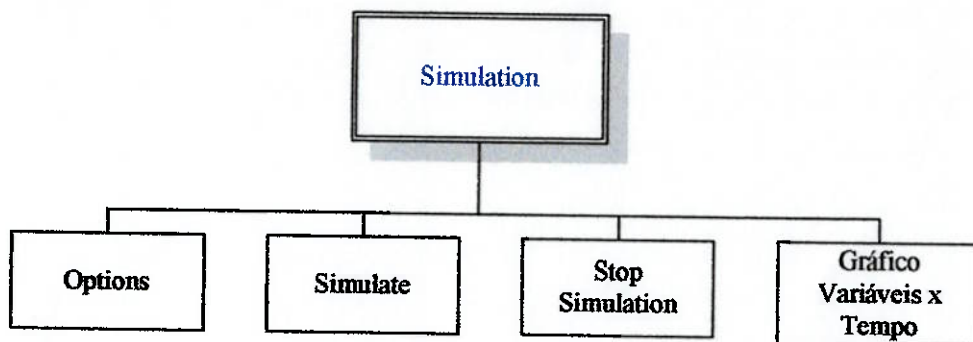 Simulation
Options
Simulate
Stop
Simulation
Gráfico
Variáveis x
Tempo